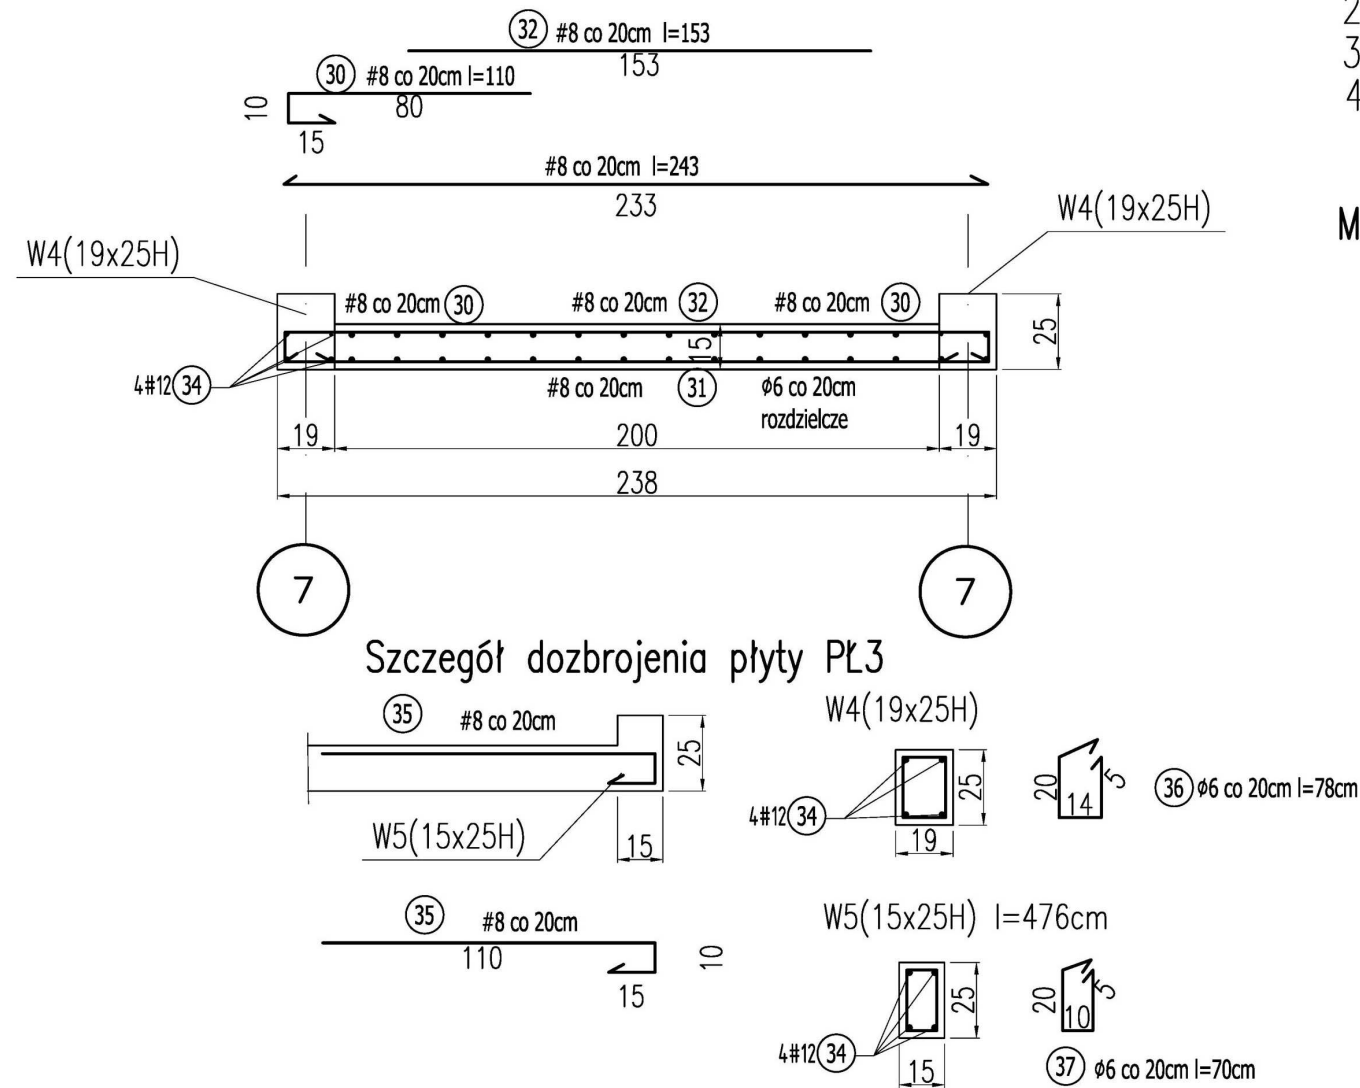 2
3
4
M
32 #8 co 20cm l=153
153
30 #8 co 20cm l=110
10
80
15
#8 co 20cm l=243
233
W4(19x25H)
W4(19x25H)
#8 co 20cm 30
#8 co 20cm 32
#8 co 20cm 30
15
25
4#12 34
#8 co 20cm 31
ϕ6 co 20cm
rozdzielcze
19
200
19
238
7
7
Szczegół dozbrojenia płyty PŁ3
35 #8 co 20cm
25
W5(15x25H)
15
W4(19x25H)
4#12 34
25
19
20
14
5
36 ϕ6 co 20cm l=78cm
35 #8 co 20cm
110
10
15
W5(15x25H) l=476cm
4#12 34
25
15
20
10
5
37 ϕ6 co 20cm l=70cm